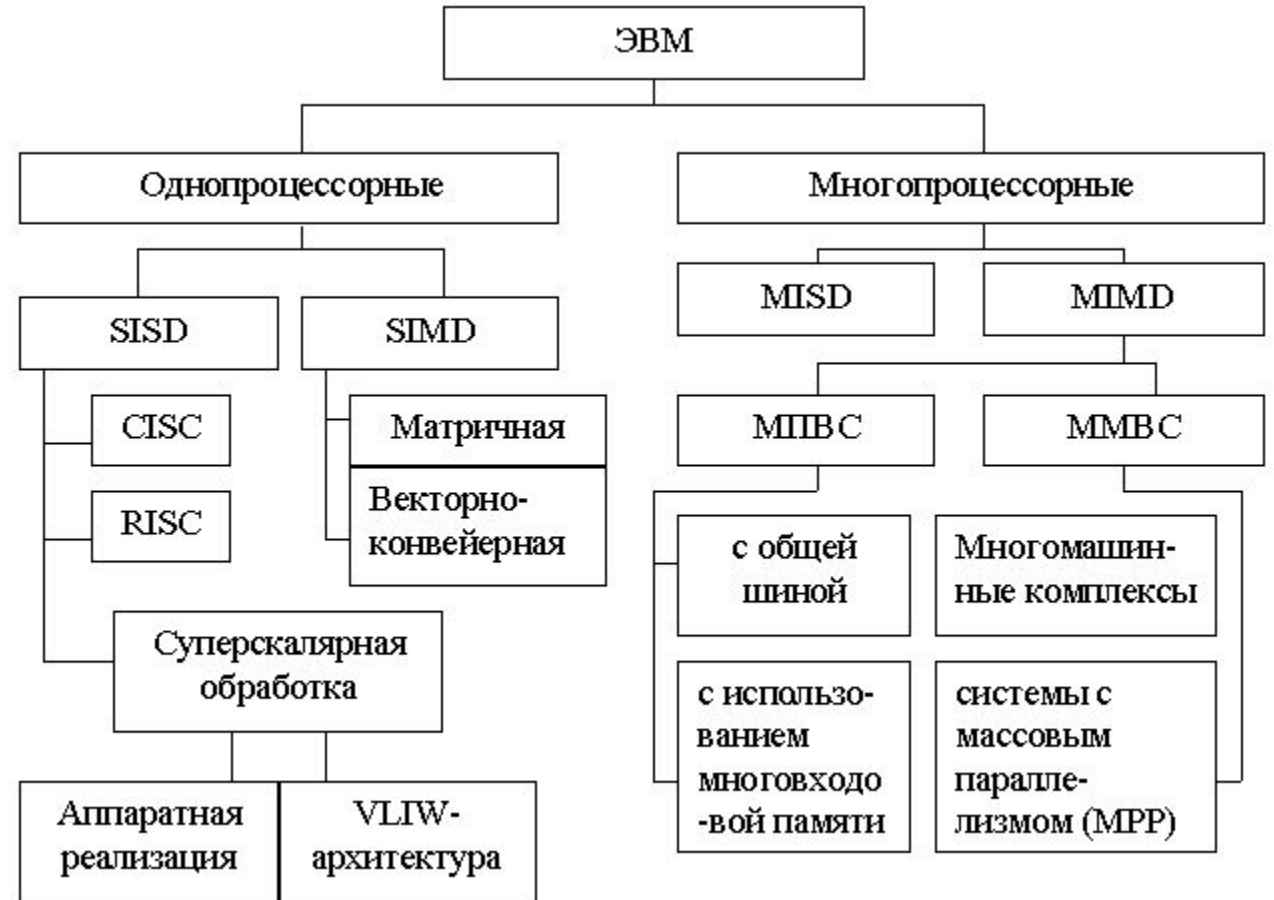 ЭВМ
Однопроцессорные
Многопроцессорные
SISD
SIMD
MISD
MIMD
CISC
RISC
Матричная
Векторно-
конвейерная
МПВС
ММВС
с общей
шиной
Многомашин-
ные комплексы
Суперскалярная
обработка
с использо-
ванием
многовходо
-вой памяти
системы с
массовым
паралле-
лизмом (МРР)
Аппаратная
реализация
VLIW-
архитектура